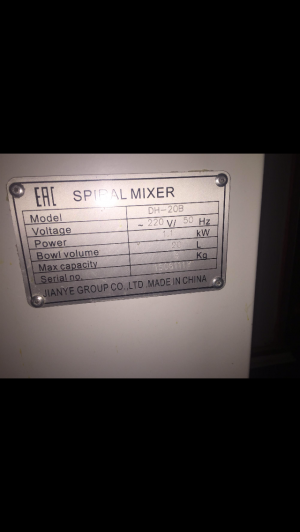 EAC SPIRAL MIXER
Model DH-20B
Voltage ~ 220 V/ 50 Hz
Power kW
Bowl volume L
Max capacity Kg
Serial no.
JIANYE GROUP CO.,LTD .MADE IN CHINA